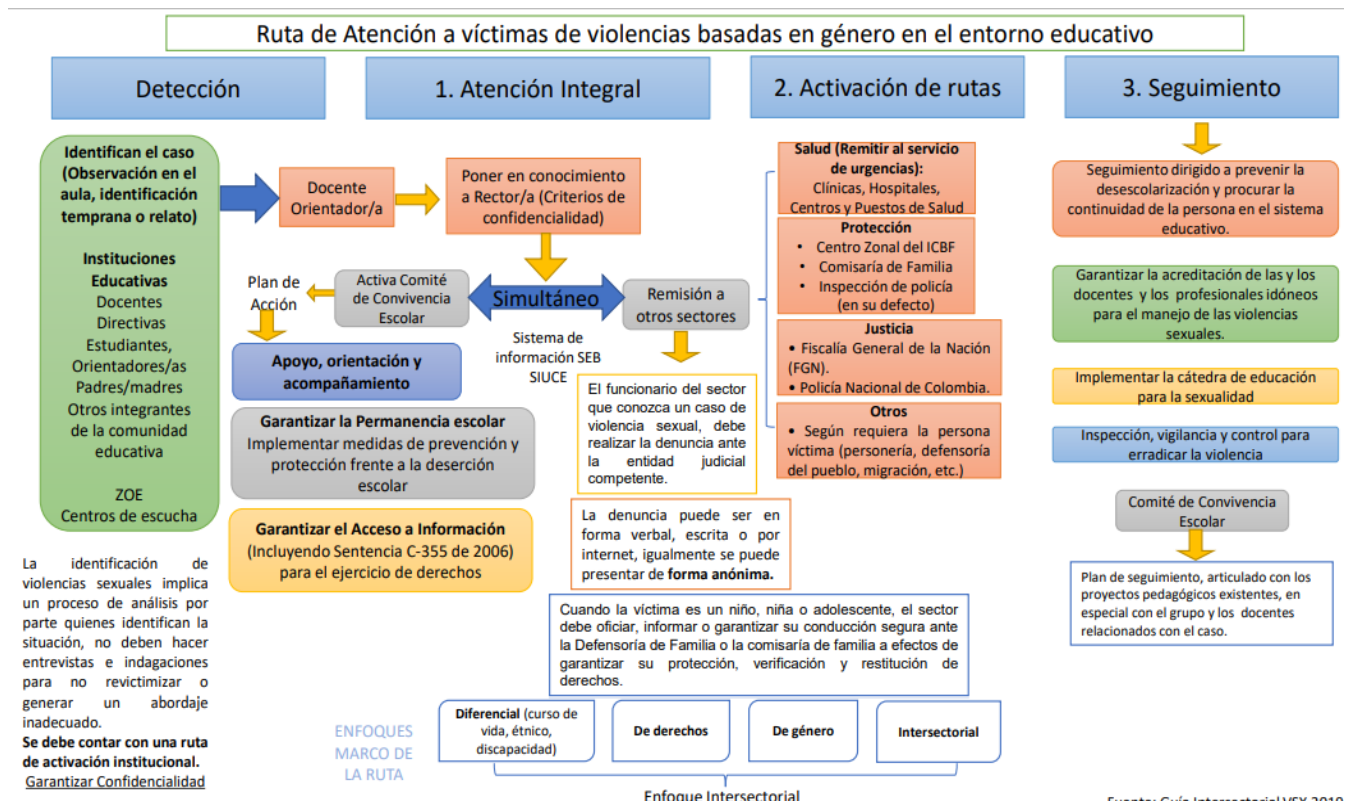 Ruta de Atención a víctimas de violencias basadas en género en el entorno educativo
Detección
1. Atención Integral
2. Activación de rutas
3. Seguimiento
Identifican el caso
(Observación en el
aula, identificación
temprana o relato)
Instituciones
Educativas
Docentes
Directivas
Estudiantes,
Orientadores/as
Padres/madres
Otros integrantes
de la comunidad
educativa
ZOE
Centros de escucha
La identificación de
violencias sexuales implica
un proceso de análisis por
parte quienes identifican la
situación, no deben hacer
entrevistas e indagaciones
para no revictimizar o
generar un abordaje
inadecuado.
Se debe contar con una ruta
de activación institucional.
Garantizar Confidencialidad
Docente
Orientador/a
Poner en conocimiento
a Rector/a (Criterios de
confidencialidad)
Plan de
Acción
Activa Comité
de Convivencia
Escolar
Simultáneo
Remisión a
otros sectores
Sistema de
información SEB
SIUCE
Apoyo, orientación y
acompañamiento
Garantizar la Permanencia escolar
Implementar medidas de prevención y
protección frente a la deserción
escolar
Garantizar el Acceso a Información
(Incluyendo Sentencia C-355 de 2006)
para el ejercicio de derechos
El funcionario del sector
que conozca un caso de
violencia sexual, debe
realizar la denuncia ante
la entidad judicial
competente.
La denuncia puede ser en
forma verbal, escrita o por
internet, igualmente se puede
presentar de forma anónima.
Cuando la víctima es un niño, niña o adolescente, el sector
debe oficiar, informar o garantizar su conducción segura ante
la Defensoría de Familia o la comisaría de familia a efectos de
garantizar su protección, verificación y restitución de
derechos.
Salud (Remitir al servicio
de urgencias):
Clínicas, Hospitales,
Centros y Puestos de Salud
Protección
• Centro Zonal del ICBF
• Comisaría de Familia
• Inspección de policía
(en su defecto)
Justicia
• Fiscalía General de la Nación
(FGN).
• Policía Nacional de Colombia.
Otros
• Según requiera la persona
víctima (personería, defensoría
del pueblo, migración, etc.)
Seguimiento dirigido a prevenir la
desescolarización y procurar la
continuidad de la persona en el sistema
educativo.
Garantizar la acreditación de las y los
docentes y los profesionales idóneos
para el manejo de las violencias
sexuales.
Implementar la cátedra de educación
para la sexualidad
Inspección, vigilancia y control para
erradicar la violencia
Comité de Convivencia
Escolar
Plan de seguimiento, articulado con los
proyectos pedagógicos existentes, en
especial con el grupo y los docentes
relacionados con el caso.
ENFOQUES
MARCO DE
LA RUTA
Diferencial (curso de
vida, étnico,
discapacidad)
De derechos
De género
Intersectorial
Enfoque Intersectorial
Fuente: Guía Intersectorial VSX 2019